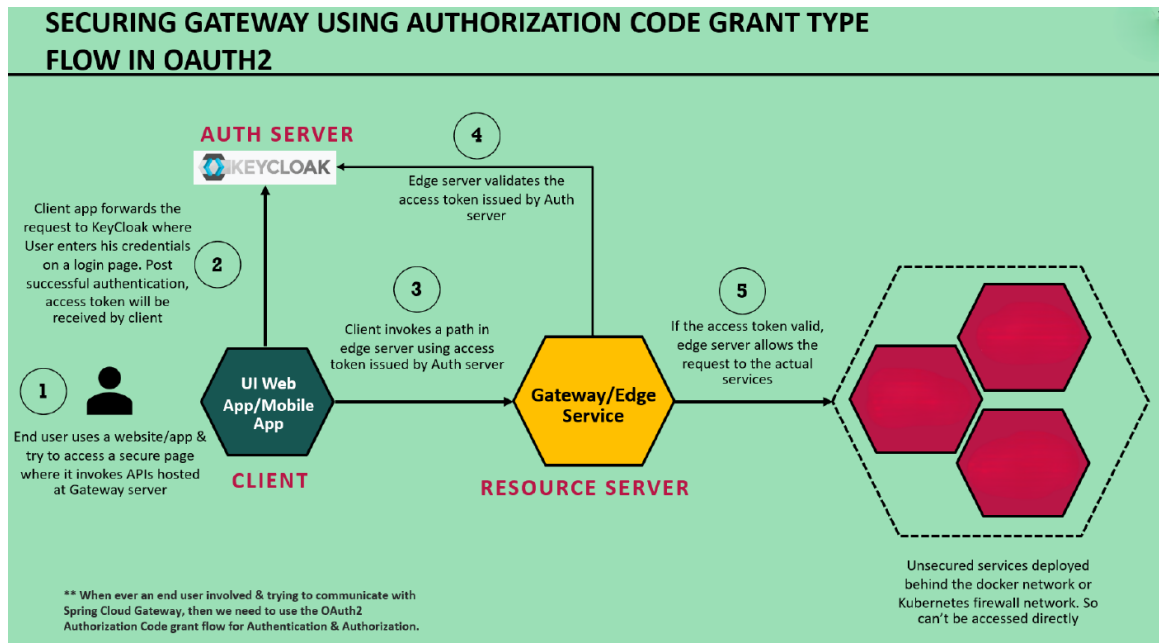 SECURING GATEWAY USING AUTHORIZATION CODE GRANT TYPE
FLOW IN OAUTH2
AUTH SERVER
KEYCLOAK
4
Edge server validates the
access token issued by Auth
server
Client app forwards the
request to KeyCloak where
User enters his credentials
on a login page. Post
successful authentication,
access token will be
received by client
2
3
Client invokes a path in
edge server using access
token issued by Auth server
5
If the access token valid,
edge server allows the
request to the actual
services
1
End user uses a website/app &
try to access a secure page
where it invokes APIs hosted
at Gateway server
UI Web
App/Mobile
App
CLIENT
Gateway/Edge
Service
RESOURCE SERVER
Unsecured services deployed
behind the docker network or
Kubernetes firewall network. So
can't be accessed directly
** When ever an end user involved & trying to communicate with
Spring Cloud Gateway, then we need to use the OAuth2
Authorization Code grant flow for Authentication & Authorization.